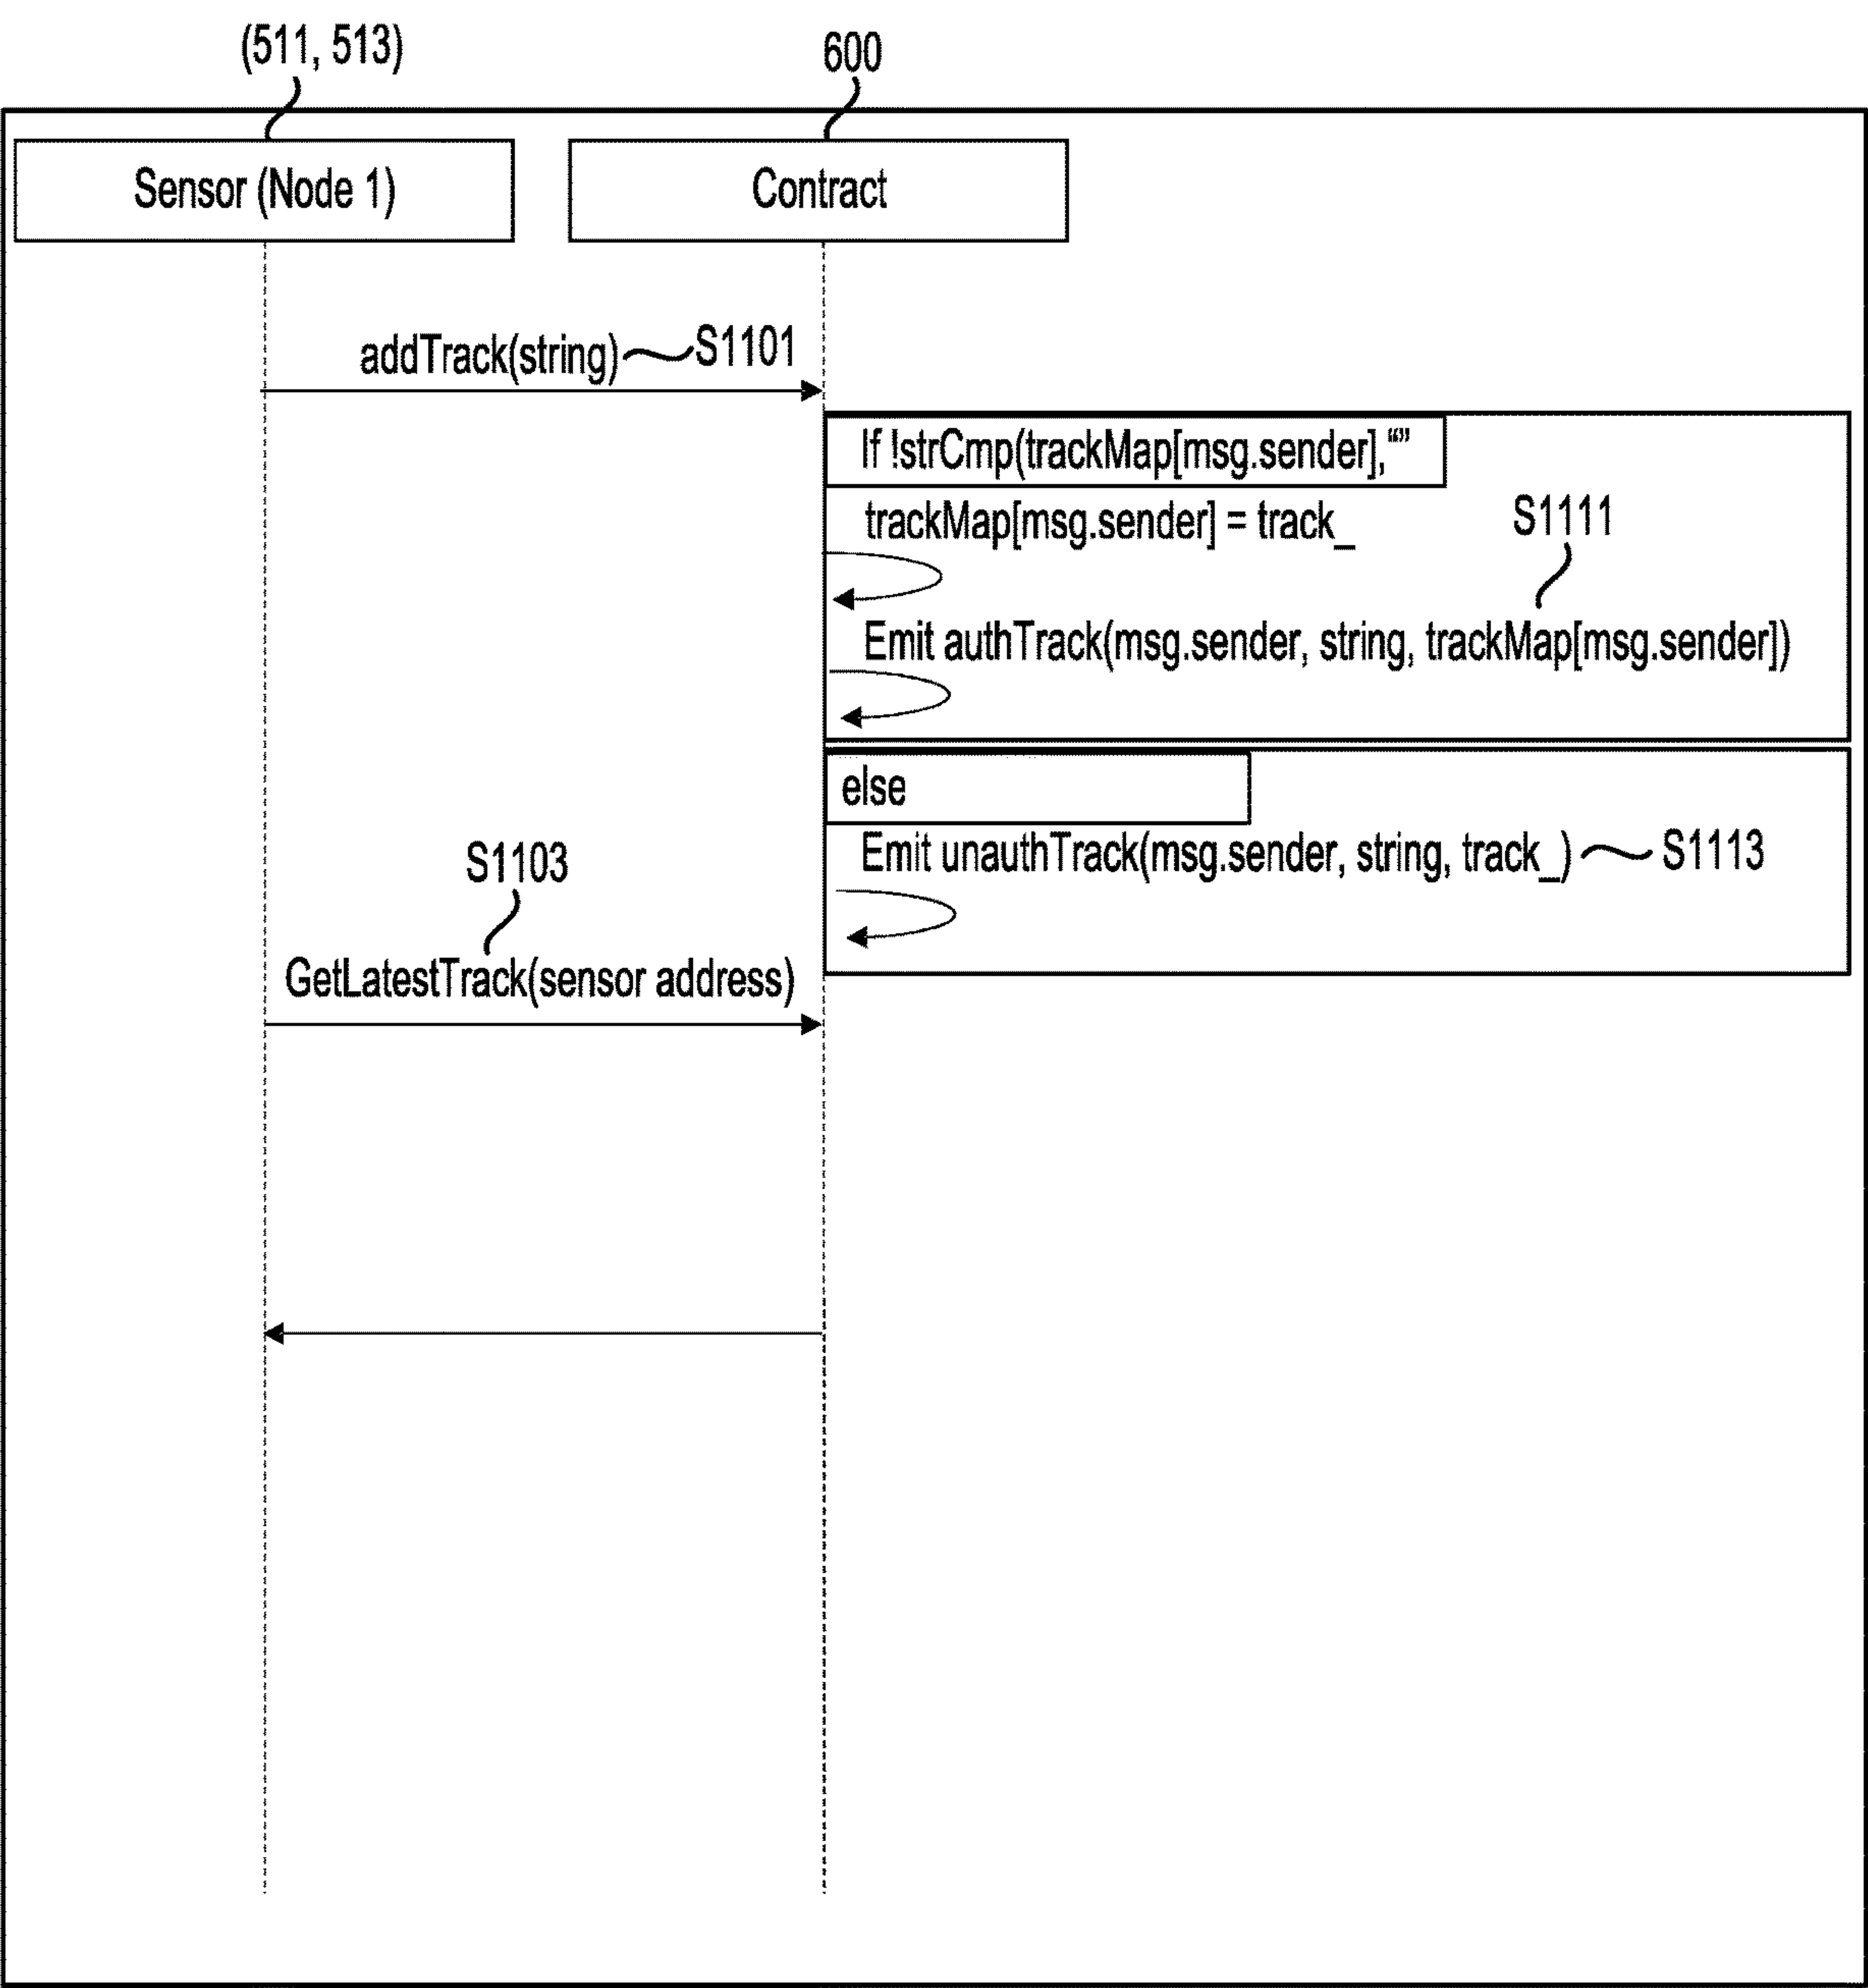 (511, 513)
600
Sensor (Node 1)
Contract
addTrack(string)
S1101
If !strCmp(trackMap[msg.sender],“”
trackMap[msg.sender] = track_
S1111
Emit authTrack(msg.sender, string, trackMap[msg.sender])
else
Emit unauthTrack(msg.sender, string, track_)
S1113
S1103
GetLatestTrack(sensor address)